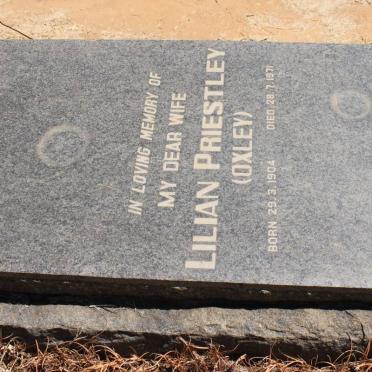 IN LOVING MEMORY OF
MY DEAR WIFE
LILIAN PRIESTLEY
(OXLEY)
BORN 29.3.1904 DIED 28.7.1971